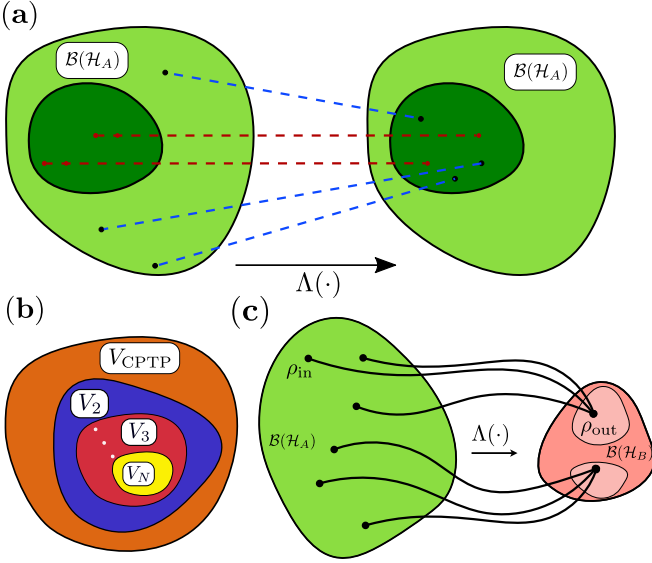 (a)
𝓑(𝓗_A)
𝓑(𝓗_A)
Λ(·)
(b)
V_CPTP
V_2
V_3
V_N
(c)
ρ_in
𝓑(𝓗_A)
Λ(·)
ρ_out
𝓑(𝓗_B)